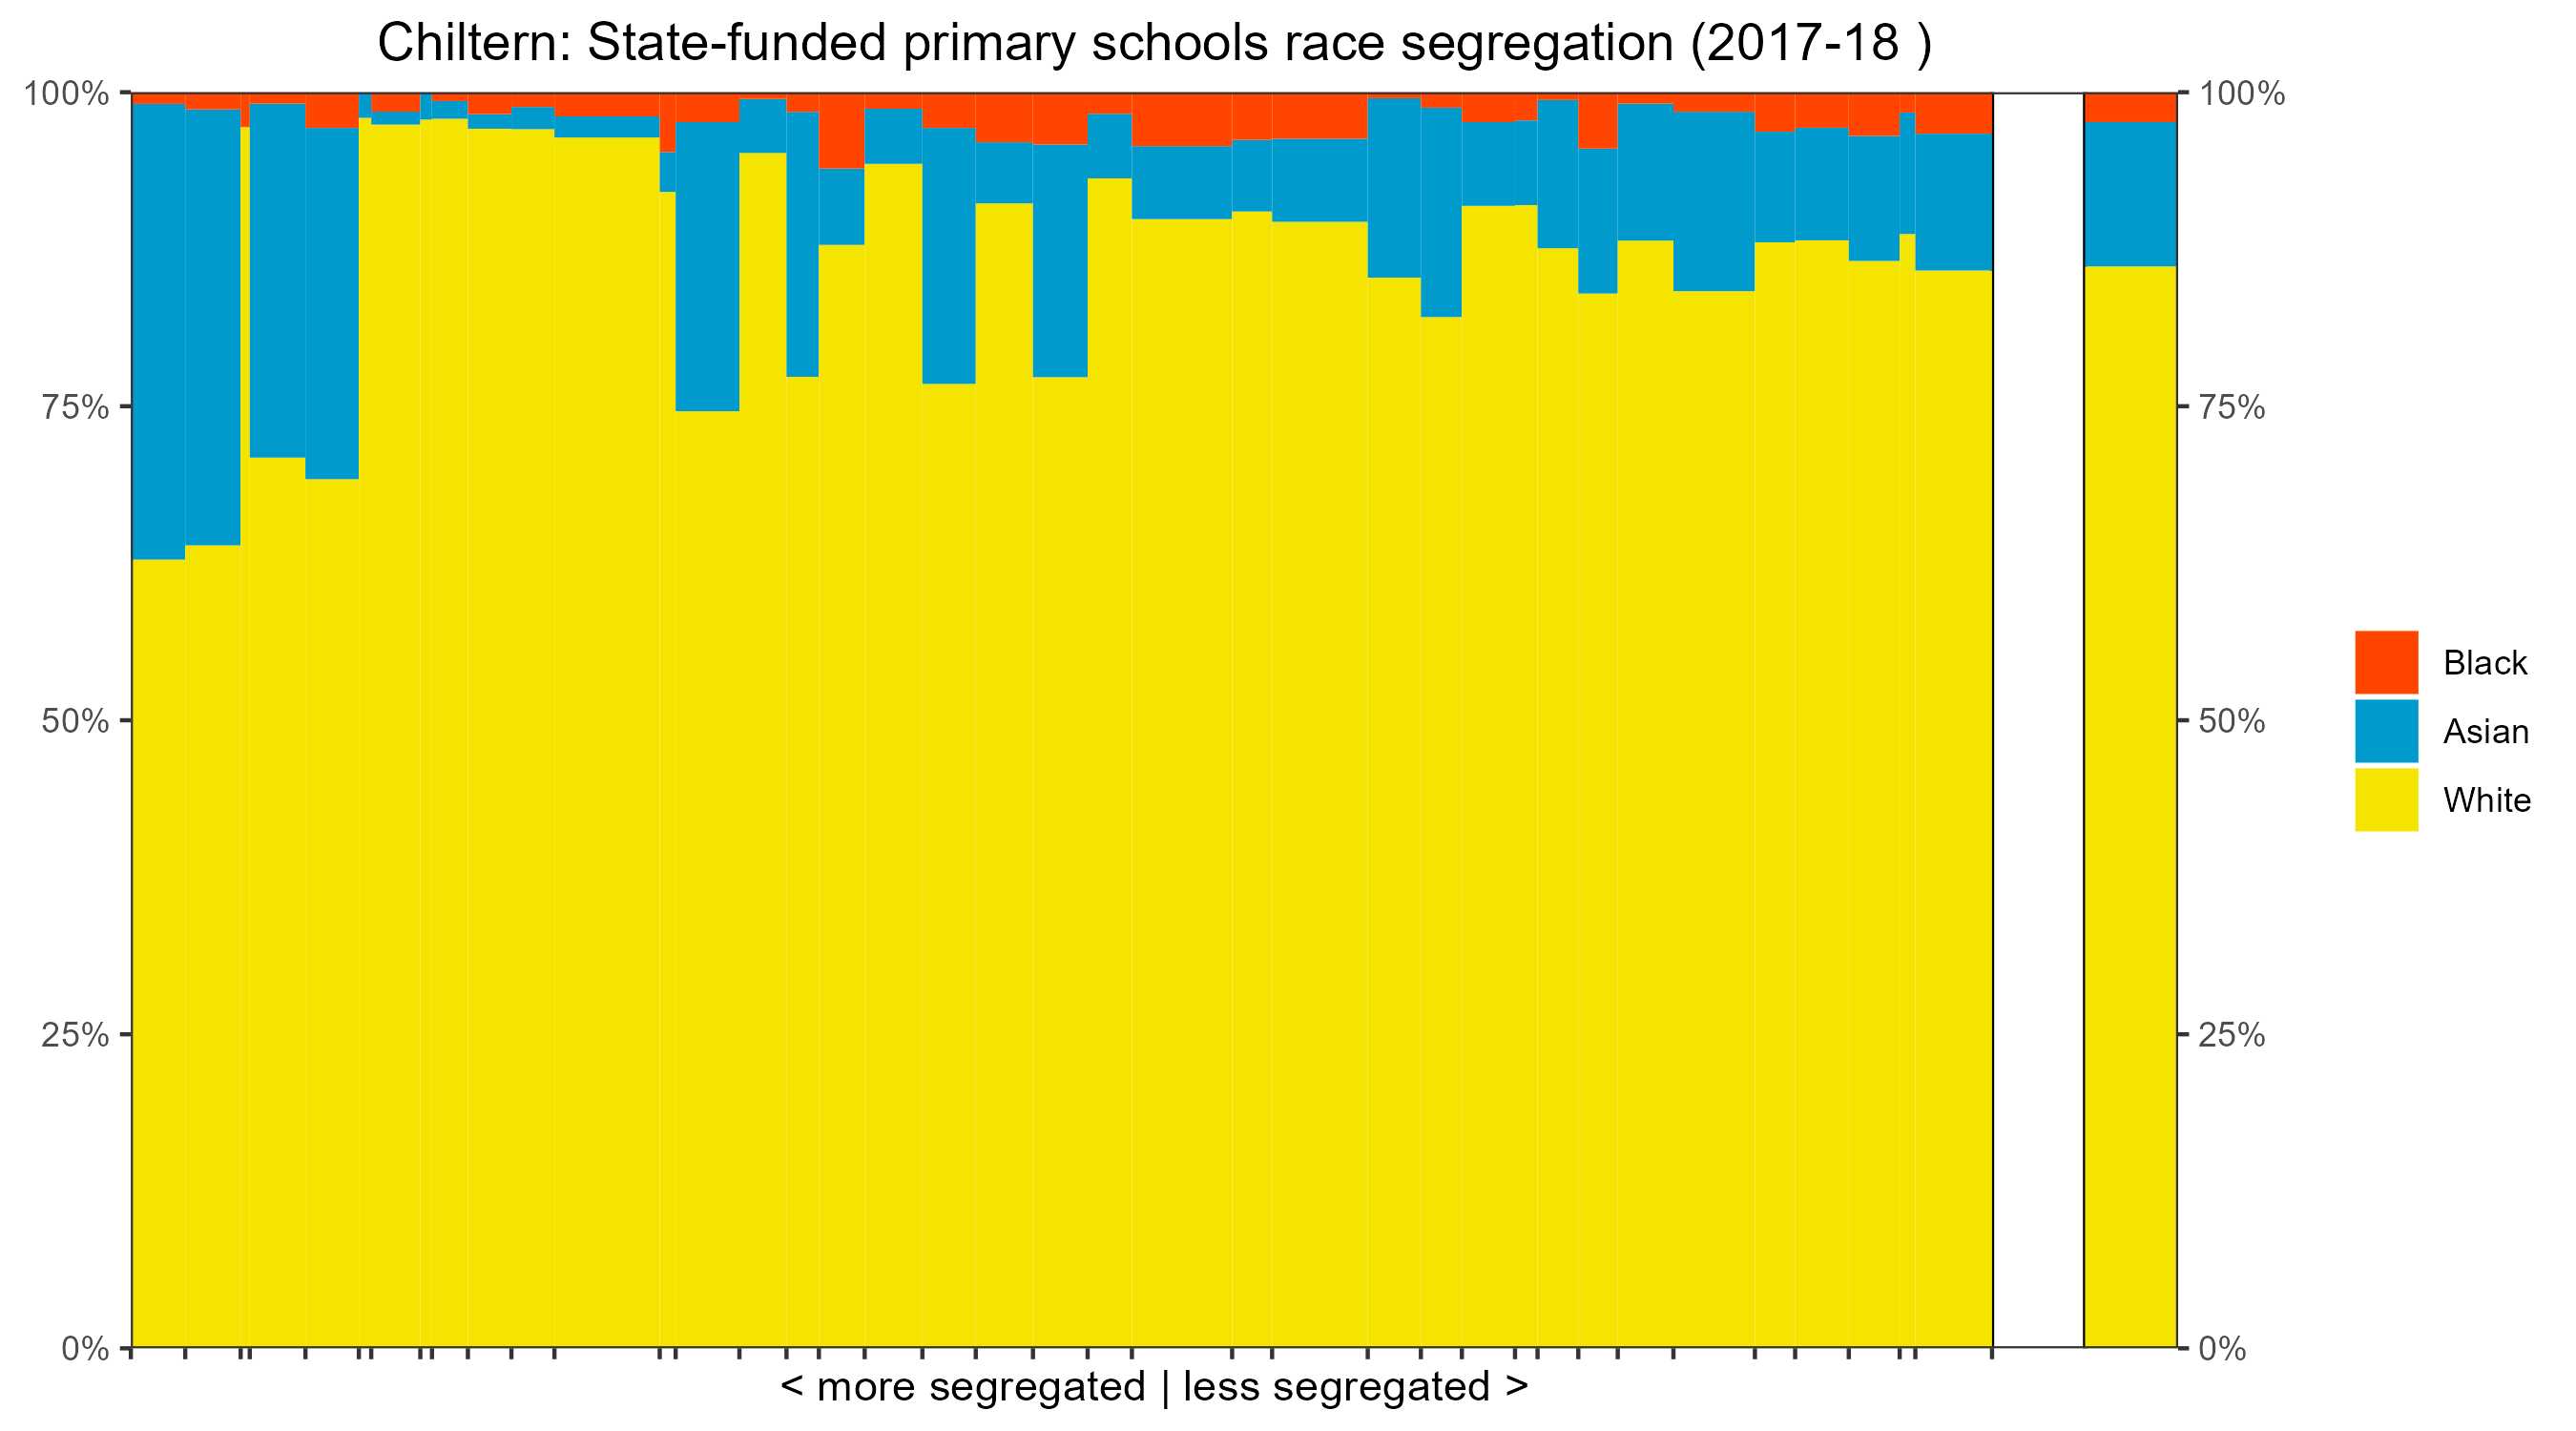 Chiltern: State-funded primary schools race segregation (2017-18 )
100%
75%
50%
25%
0%
100%
75%
50%
25%
0%
Black
Asian
White
< more segregated | less segregated >